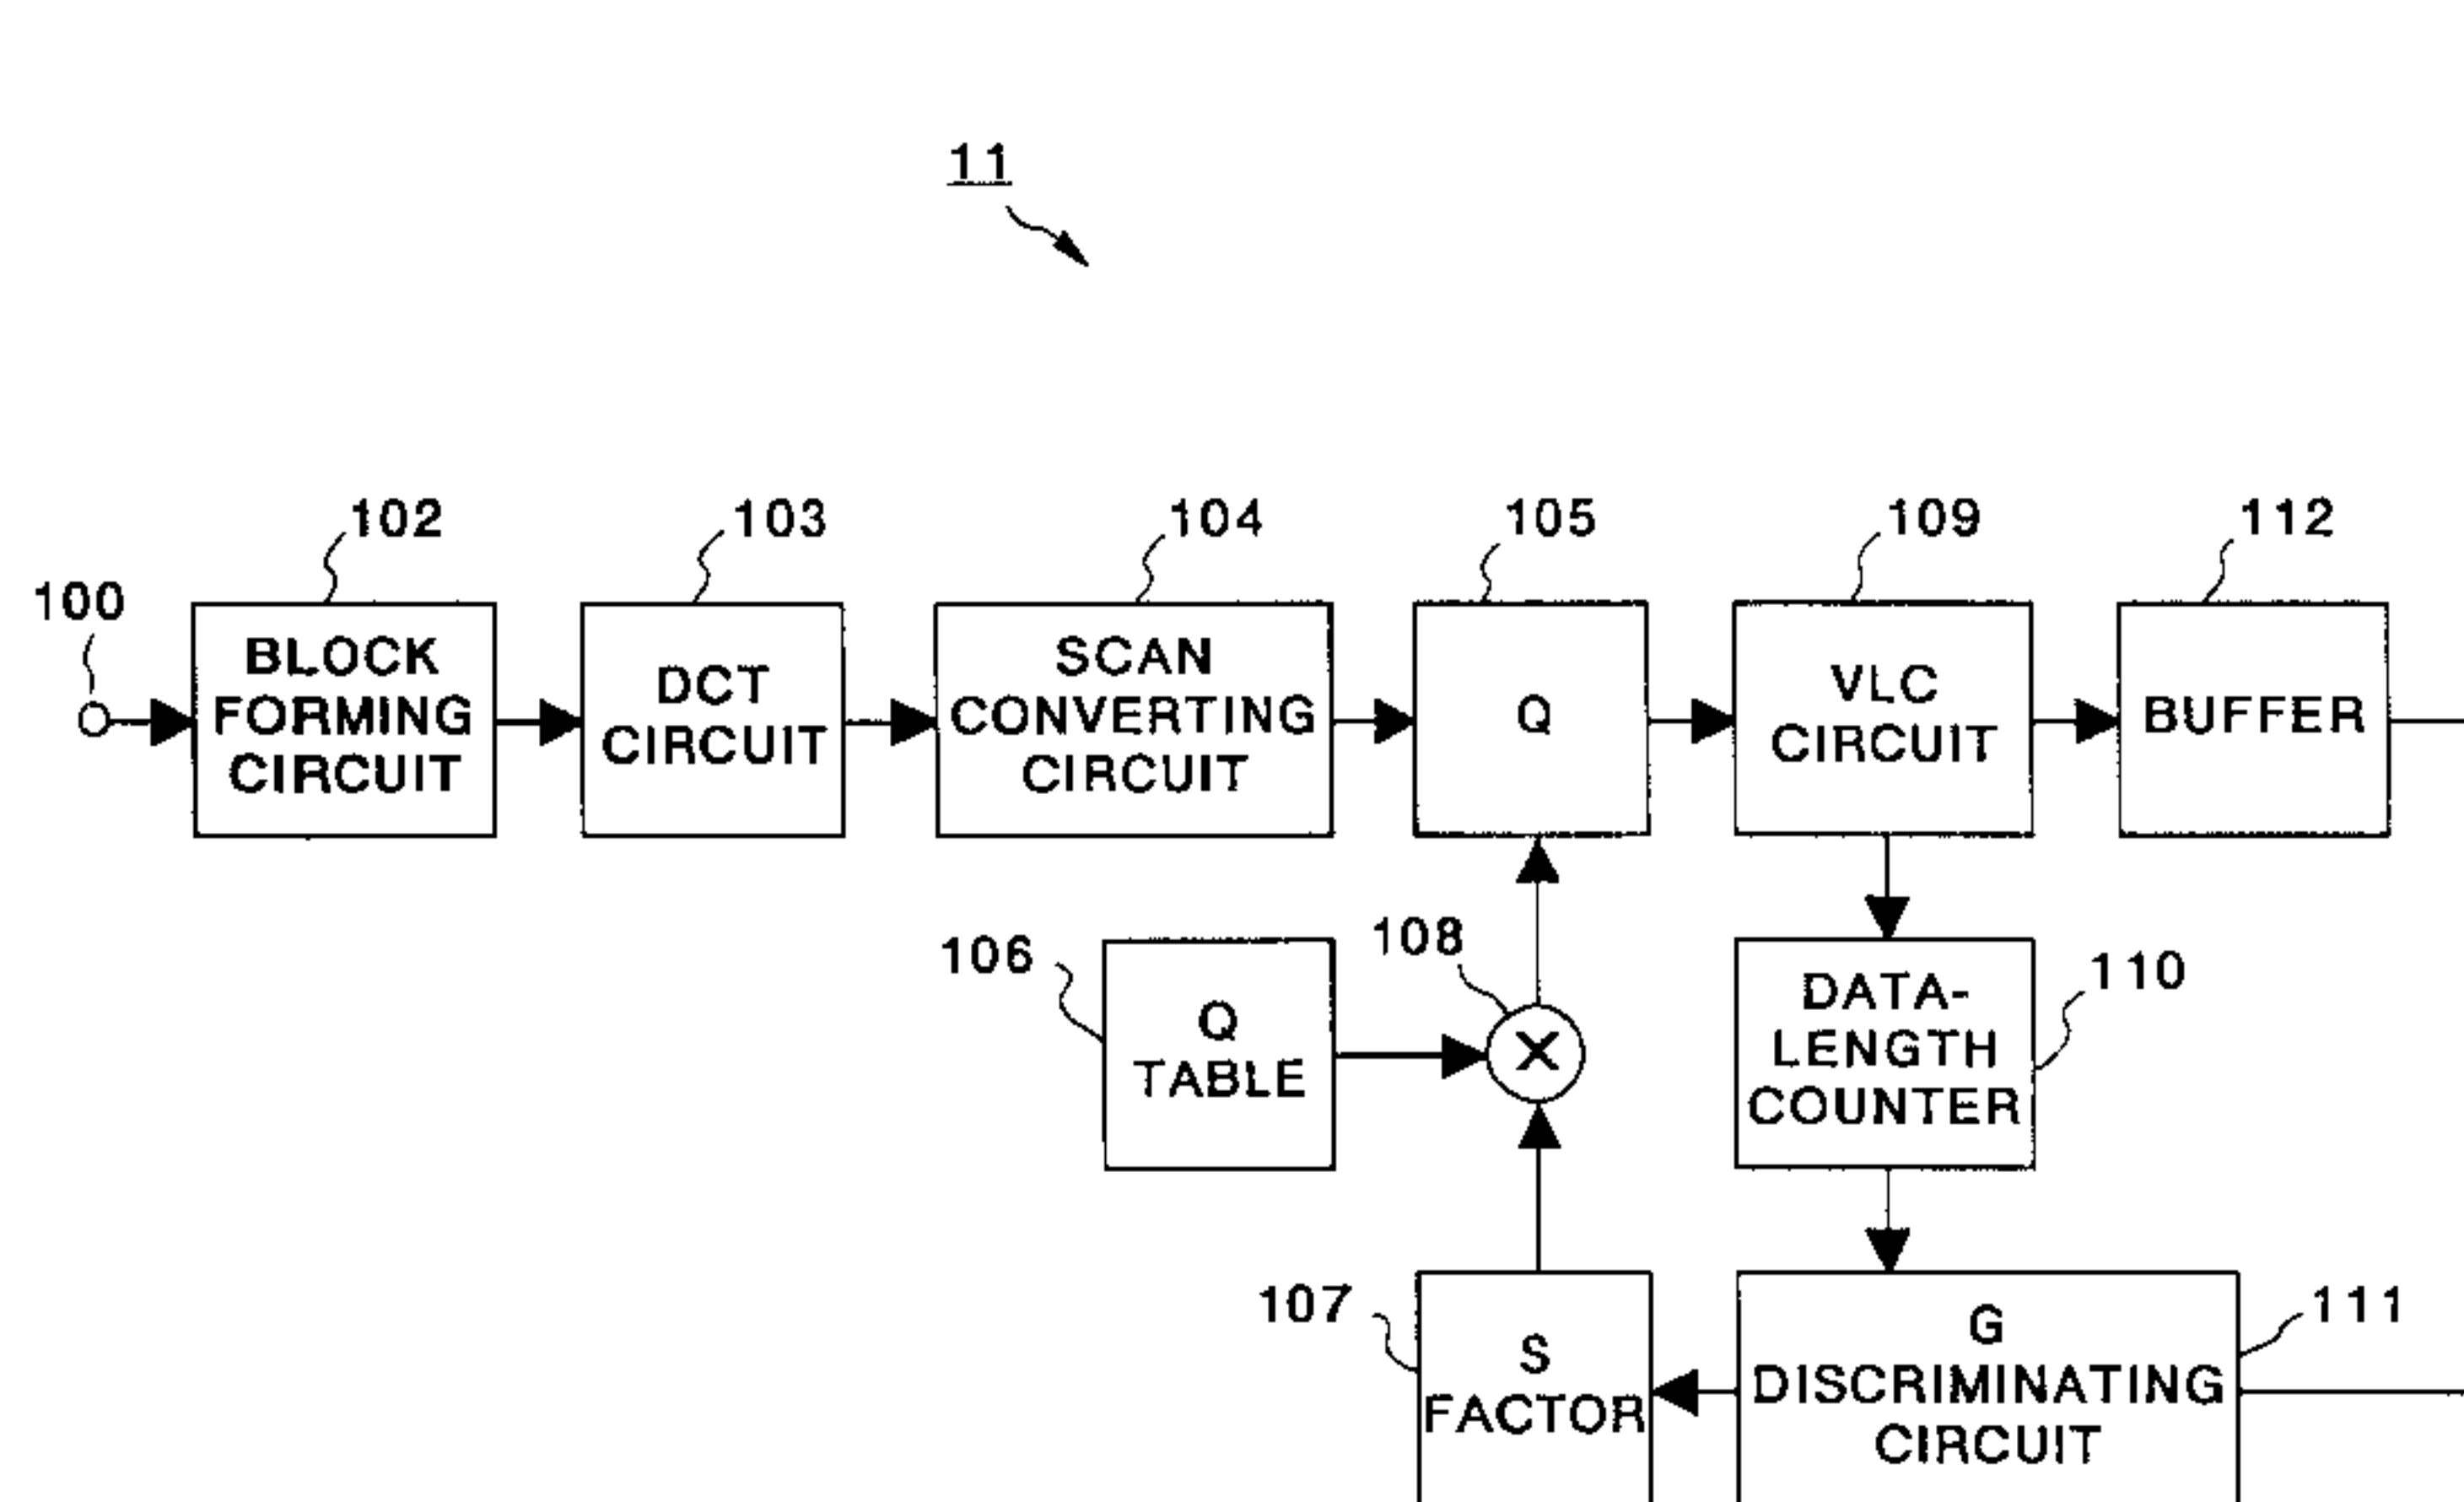 11
102
103
104
105
109
112
100
BLOCK
FORMING
CIRCUIT
DCT
CIRCUIT
SCAN
CONVERTING
CIRCUIT
Q
VLC
CIRCUIT
BUFFER
106
Q
TABLE
108
X
DATA-
LENGTH
COUNTER
110
107
S
FACTOR
G
DISCRIMINATING
CIRCUIT
111